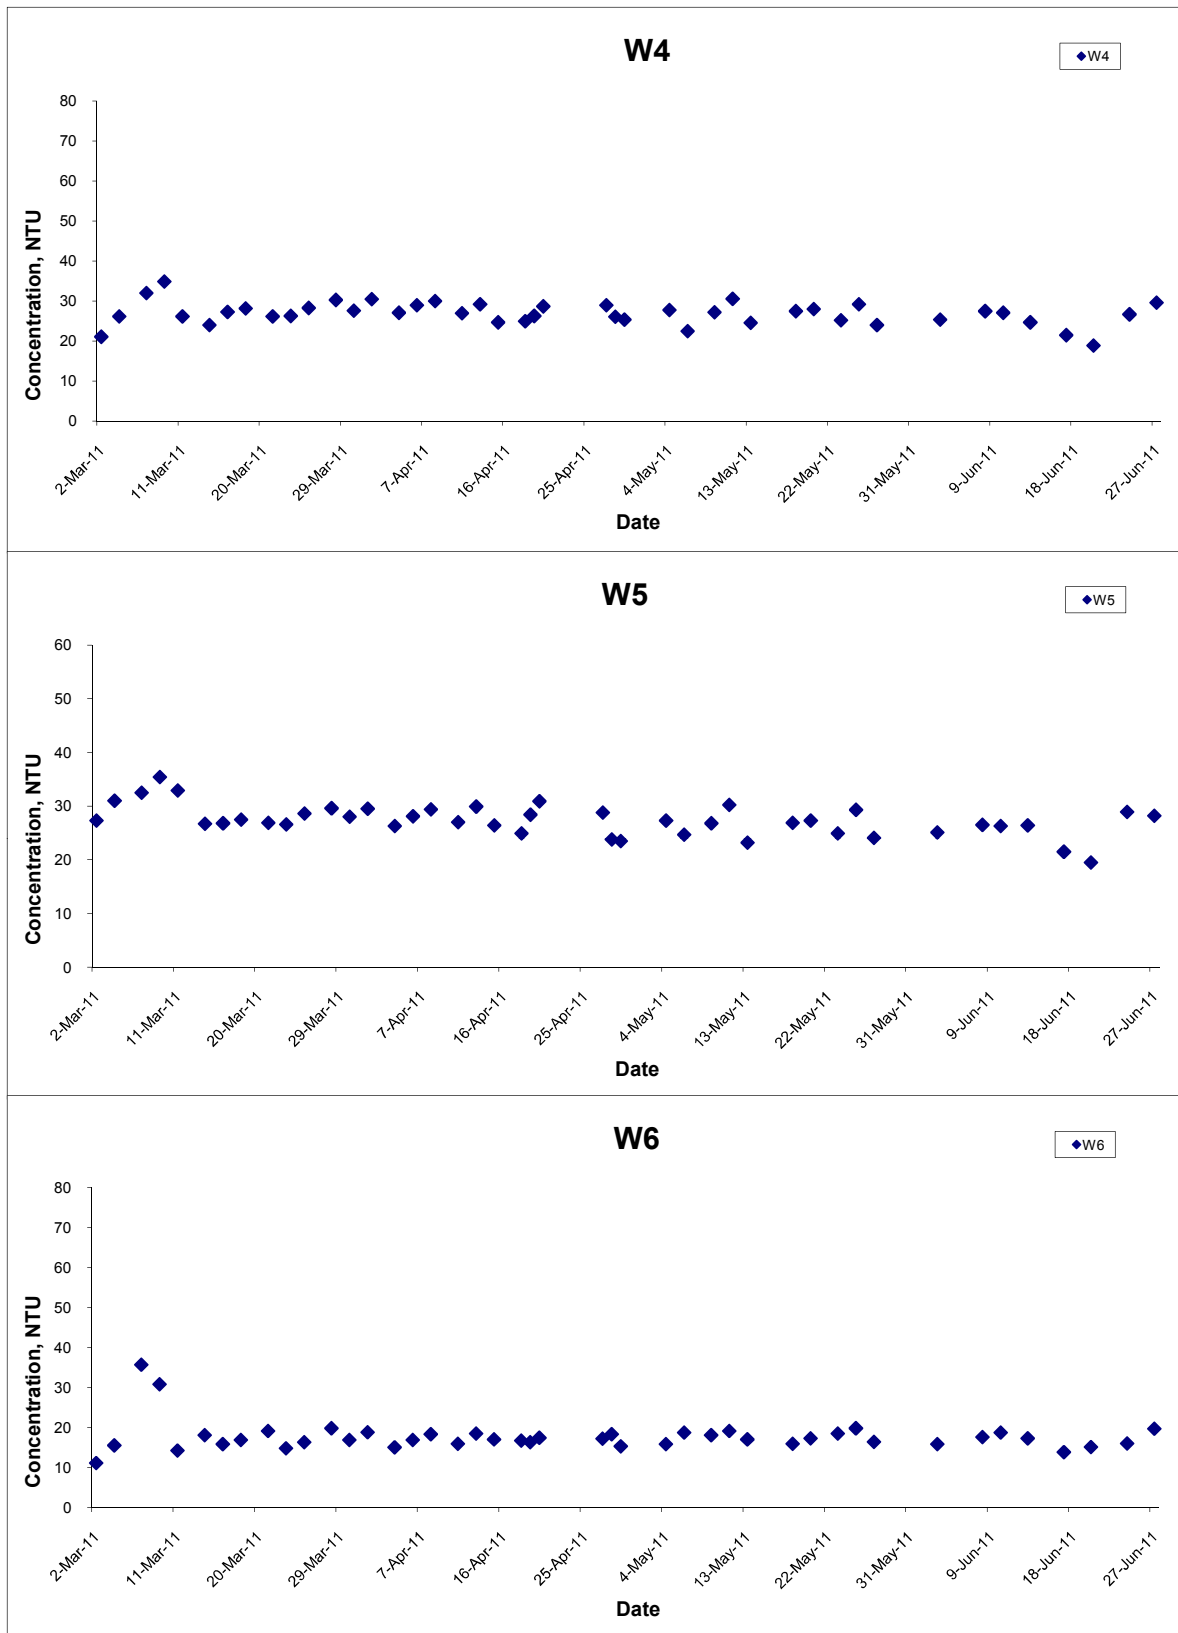 W4
W4
80
70
60
50
40
30
20
10
0
Concentration, NTU
2-Mar-11
11-Mar-11
20-Mar-11
29-Mar-11
7-Apr-11
16-Apr-11
25-Apr-11
4-May-11
13-May-11
22-May-11
31-May-11
9-Jun-11
18-Jun-11
27-Jun-11
Date
W5
W5
60
50
40
30
20
10
0
Concentration, NTU
2-Mar-11
11-Mar-11
20-Mar-11
29-Mar-11
7-Apr-11
16-Apr-11
25-Apr-11
4-May-11
13-May-11
22-May-11
31-May-11
9-Jun-11
18-Jun-11
27-Jun-11
Date
W6
W6
80
70
60
50
40
30
20
10
0
Concentration, NTU
2-Mar-11
11-Mar-11
20-Mar-11
29-Mar-11
7-Apr-11
16-Apr-11
25-Apr-11
4-May-11
13-May-11
22-May-11
31-May-11
9-Jun-11
18-Jun-11
27-Jun-11
Date